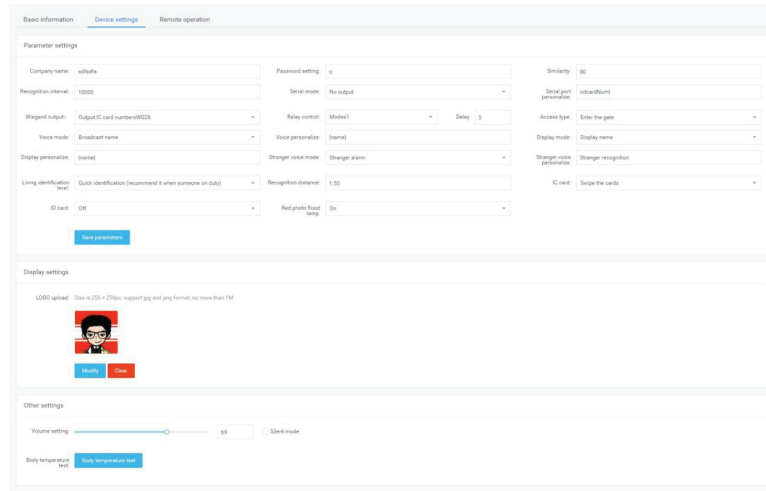 Basic information Device settings Remote operation
Parameter settings
Company name: sdfsdfa Password setting: q Similarity: 80
Recognition interval: 10000 Serial mode: No output Serial port personalize: {idcardNum}
Wiegand output: Output IC card numbersWG26 Relay control: Modes1 Delay 5 Access type: Enter the gate
Voice mode: Broadcast name Voice personalize: {name} Display mode: Display name
Display personalize: {name} Stranger voice mode: Stranger alarm Stranger voice personalize: Stranger recognition
Living identification level: Quick identification (recommend it when someone on duty) Recognition distance: 1.50 IC card: Swipe the cards
ID card: Off Red photo flood lamp: On
Save parameters
Display settings
LOGO upload: Size is 256 * 256px; support jpg and png format; no more than 1M
Modify Clear
Other settings
Volume setting: 69 Silent mode
Body temperature test: Body temperature test